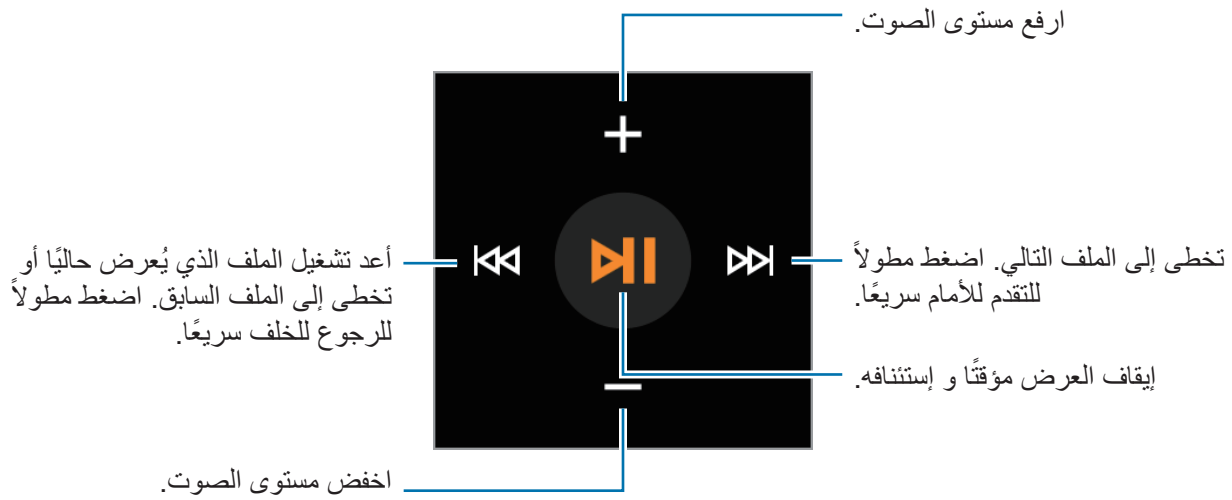 ارفع مستوى الصوت.
تخطى إلى الملف التالي. اضغط مطولاً
للتقدم للأمام سريعًا.
أعد تشغيل الملف الذي يُعرض حاليًا أو
تخطى إلى الملف السابق. اضغط مطولاً
للرجوع للخلف سريعًا.
إيقاف العرض مؤقتًا و إستئنافه.
اخفض مستوى الصوت.